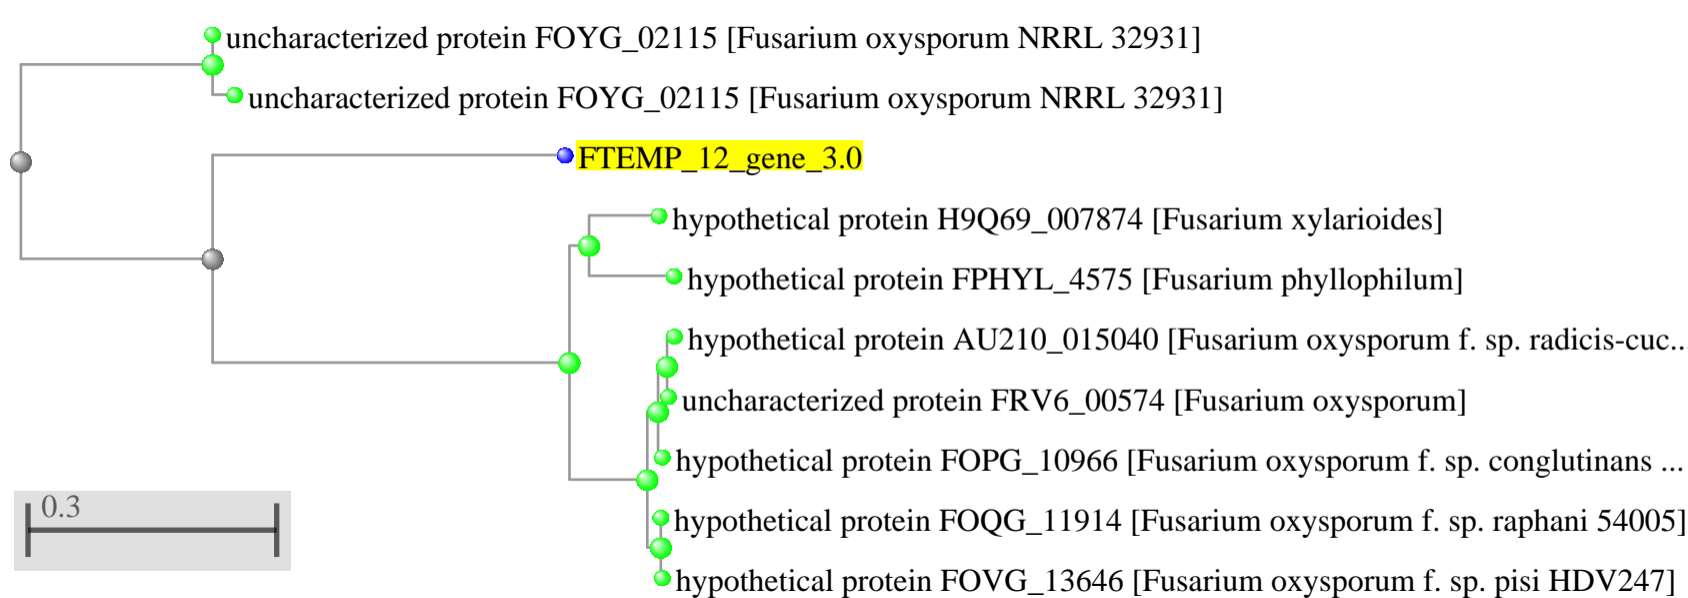 uncharacterized protein FOYG_02115 [Fusarium oxysporum NRRL 32931]
uncharacterized protein FOYG_02115 [Fusarium oxysporum NRRL 32931]
FTEMP_12_gene_3.0
hypothetical protein H9Q69_007874 [Fusarium xylarioides]
hypothetical protein FPHYL_4575 [Fusarium phyllophilum]
hypothetical protein AU210_015040 [Fusarium oxysporum f. sp. radicis-cuc...
uncharacterized protein FRV6_00574 [Fusarium oxysporum]
hypothetical protein FOPG_10966 [Fusarium oxysporum f. sp. conglutinans ...
0.3
hypothetical protein FOQG_11914 [Fusarium oxysporum f. sp. raphani 54005]
hypothetical protein FOVG_13646 [Fusarium oxysporum f. sp. pisi HDV247]